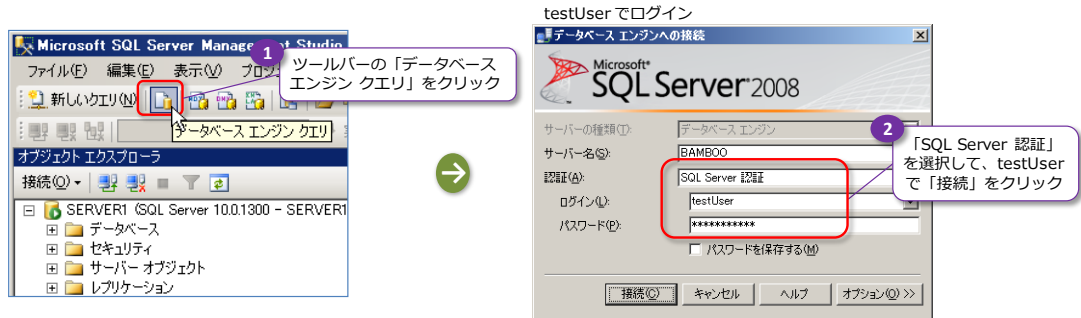 testUser でログイン
Microsoft SQL Server Management Studio
ファイル(F) 編集(E) 表示(V)
1
ツールバーの「データベース
エンジン クエリ」をクリック
新しいクエリ(N)
データベース エンジン クエリ
オブジェクト エクスプローラ
接続(O)
SERVER1 (SQL Server 10.0.1300 - SERVER1
データベース
セキュリティ
サーバー オブジェクト
レプリケーション
データベース エンジンへの接続
Microsoft
SQL Server 2008
サーバーの種類(T): データベース エンジン
サーバー名(S): BAMBOO
認証(A): SQL Server 認証
ログイン(L): testUser
パスワード(P): ***********
パスワードを保存する(M)
接続(C) キャンセル ヘルプ オプション(O) >>
2
「SQL Server 認証」
を選択して、testUser
で「接続」をクリック